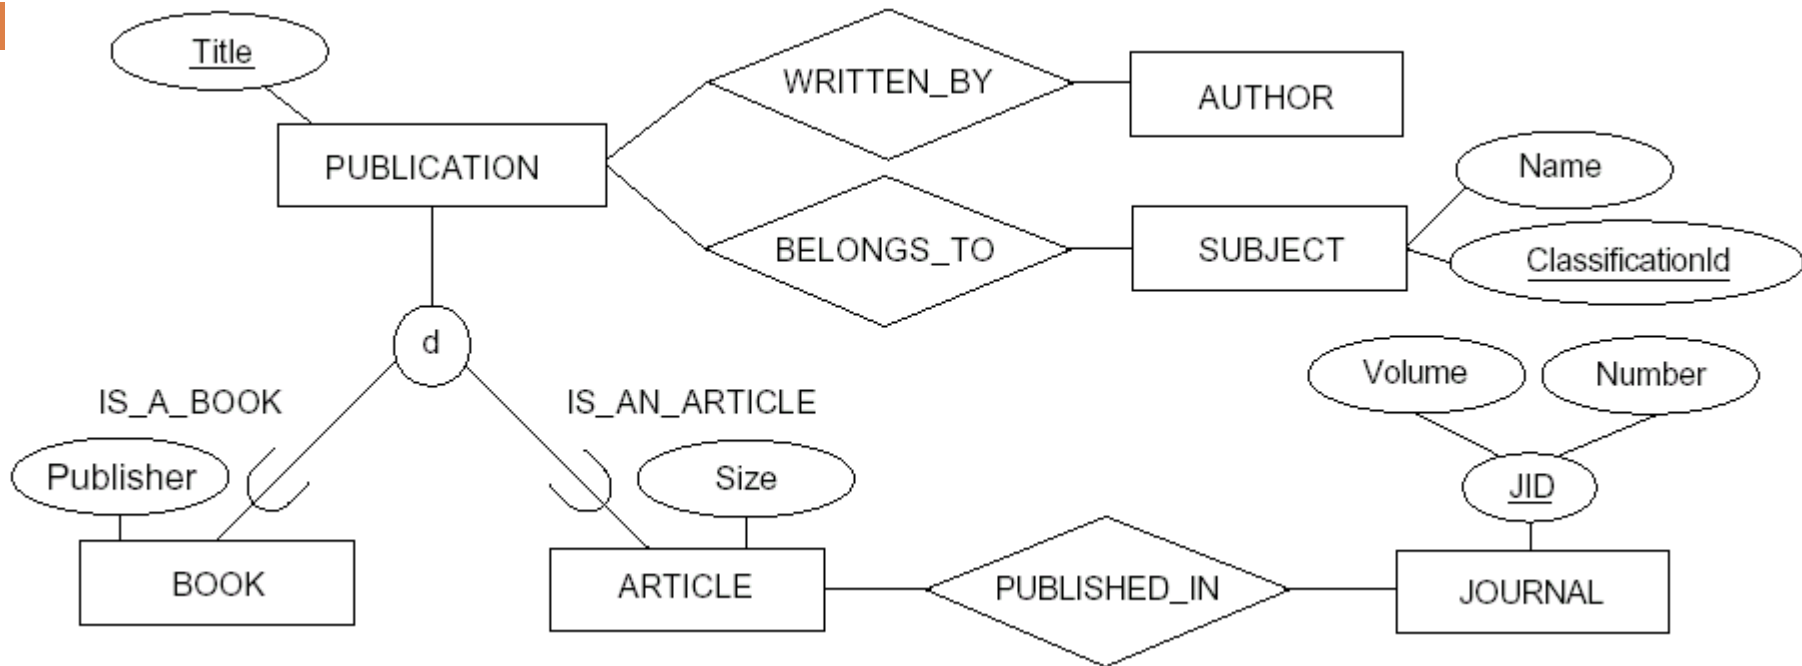 Title
WRITTEN_BY
AUTHOR
PUBLICATION
Name
BELONGS_TO
SUBJECT
ClassificationId
d
Volume
Number
IS_A_BOOK
IS_AN_ARTICLE
Publisher
Size
JID
BOOK
ARTICLE
PUBLISHED_IN
JOURNAL